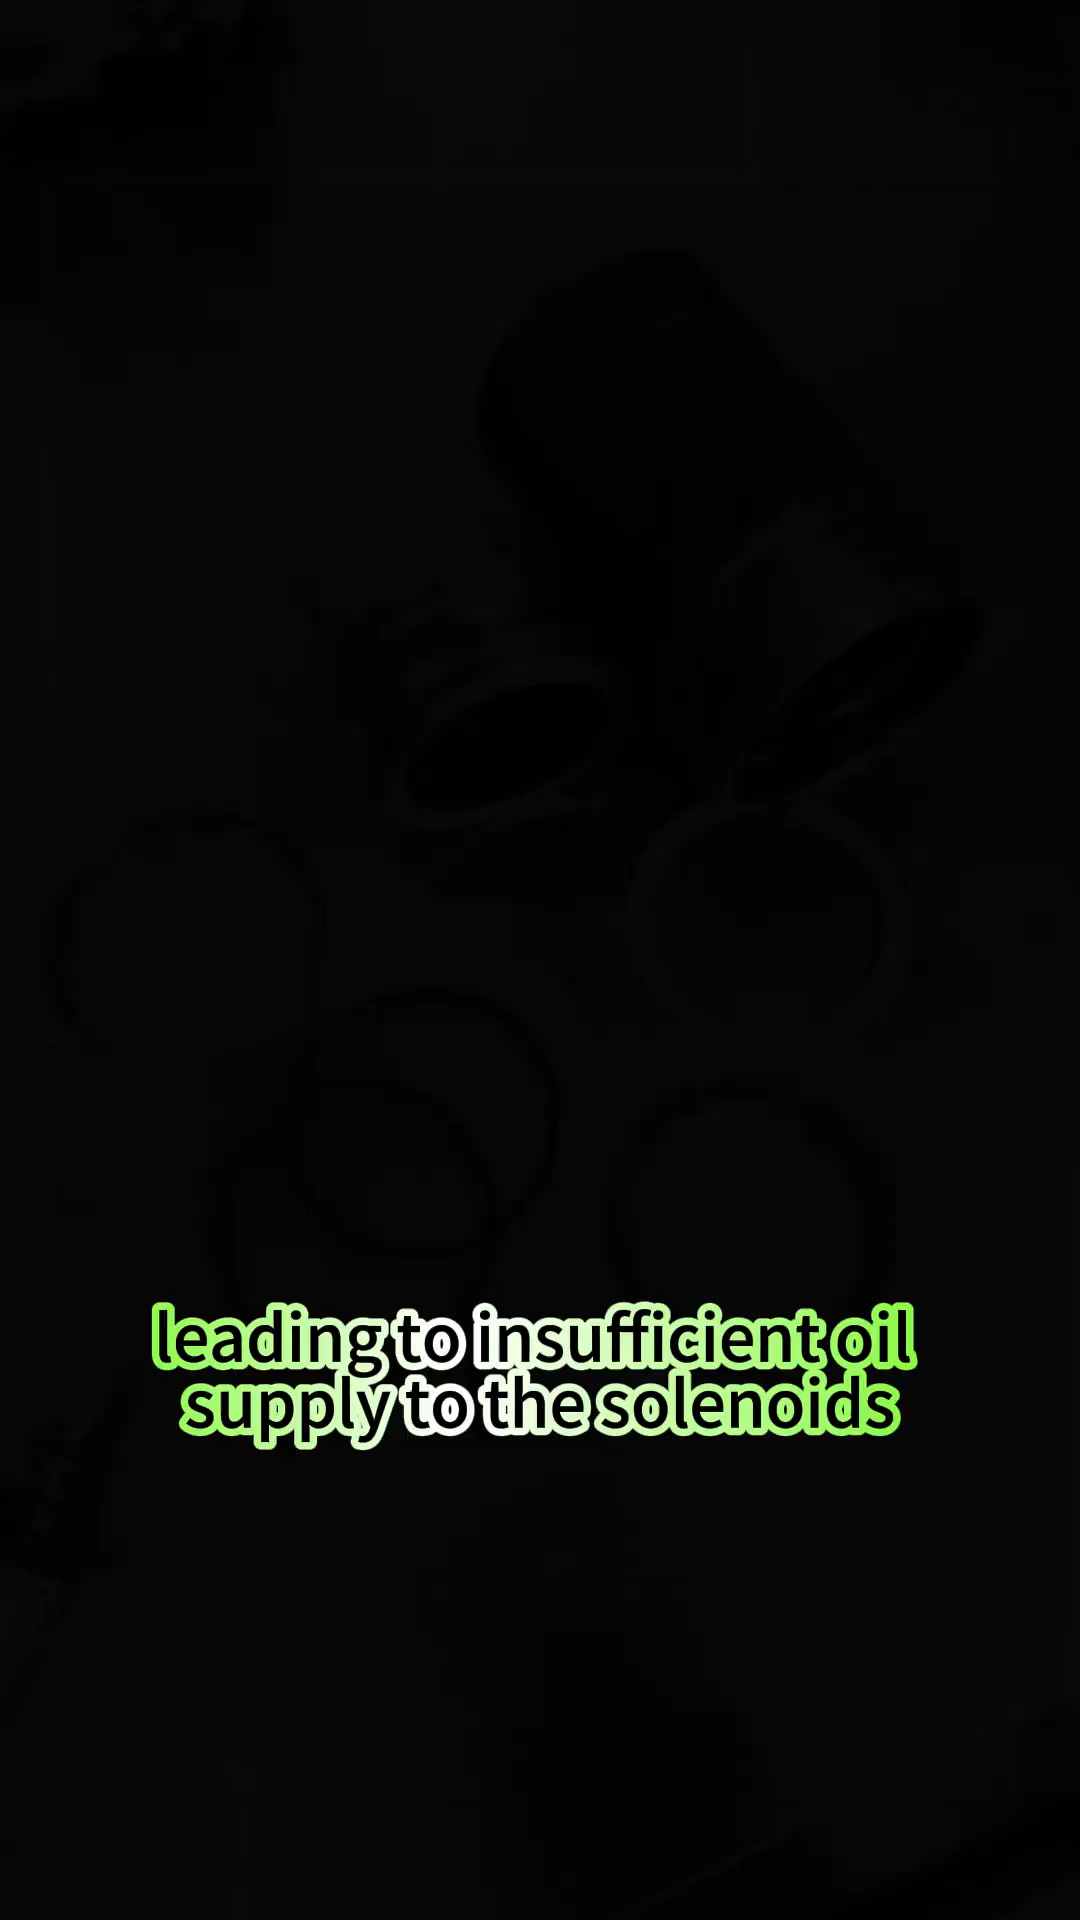 leading to insufficient oil
supply to the solenoids